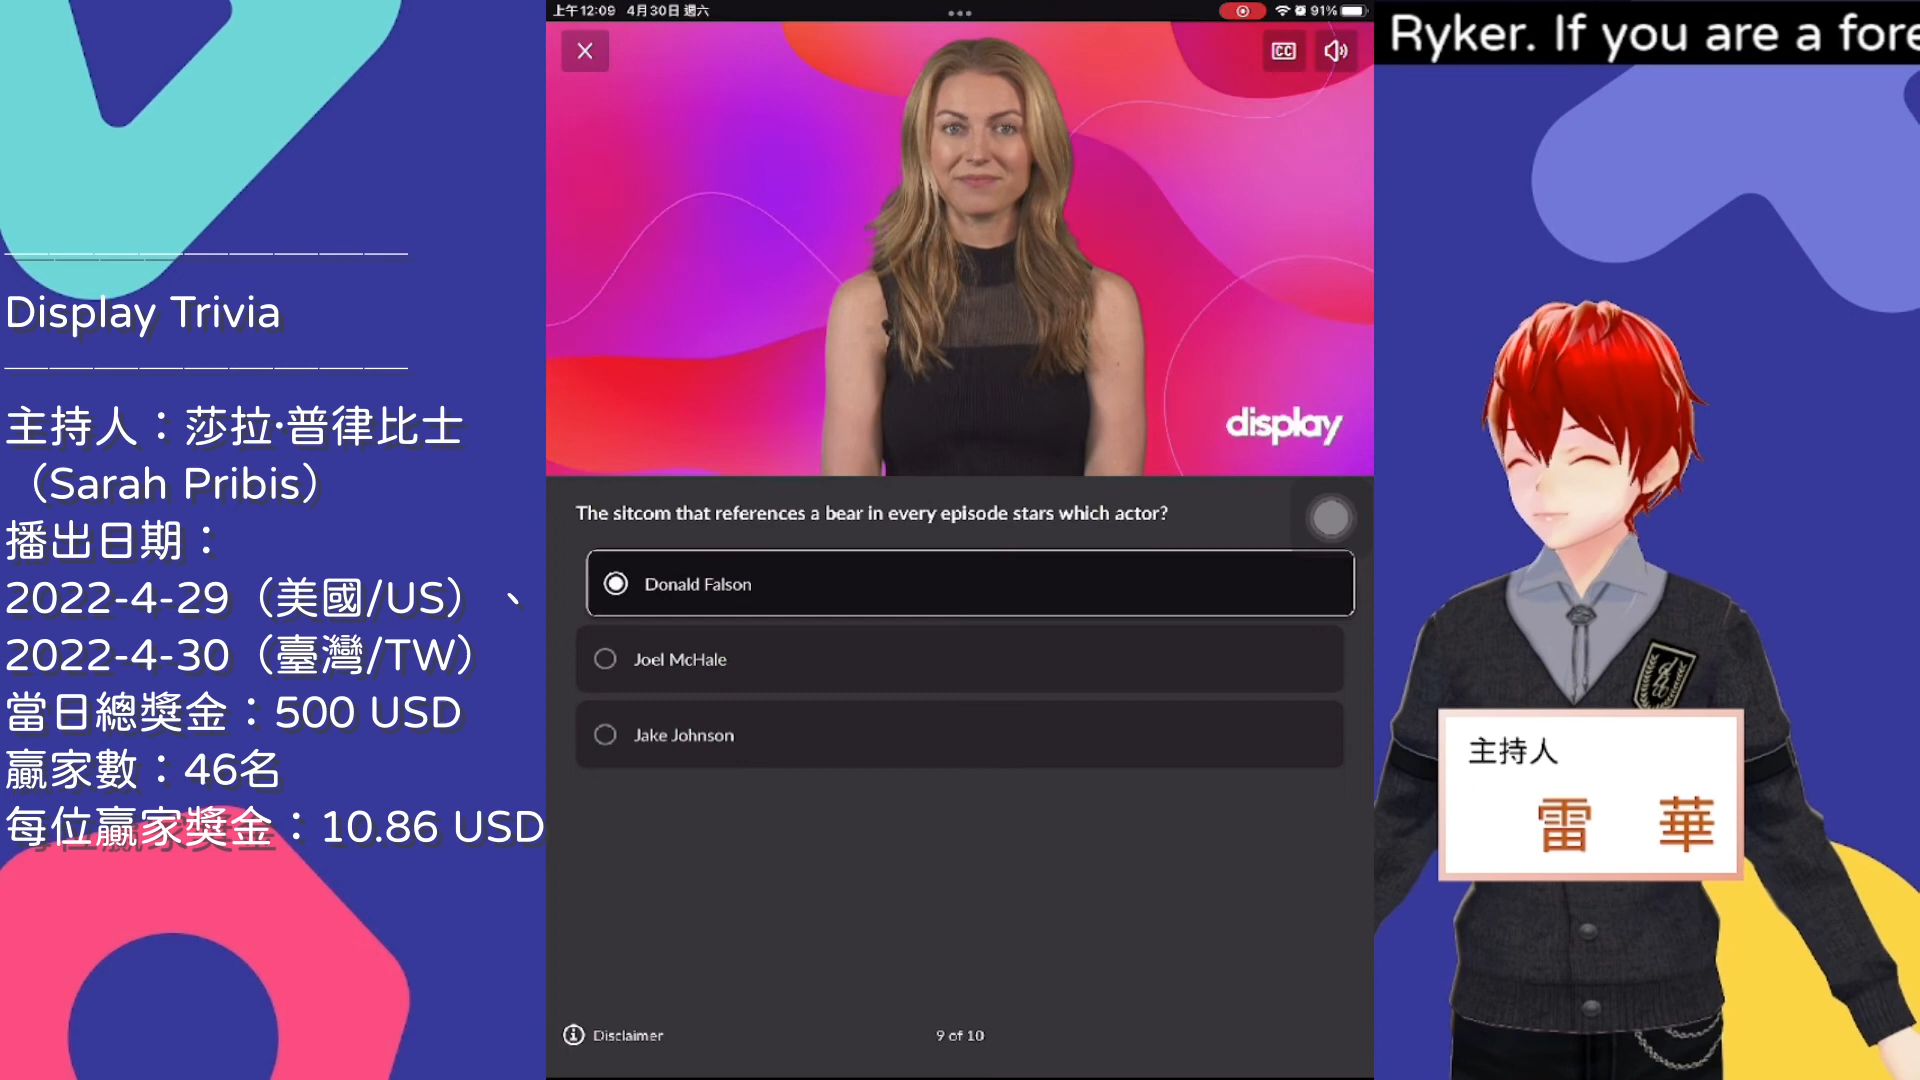 上午12:09 4月30日 週六
91%
Ryker. If you are a fore
CC
display
Display Trivia
主持人：莎拉·普律比士
（Sarah Pribis）
播出日期：
2022-4-29（美國/US）、
2022-4-30（臺灣/TW）
當日總獎金：500 USD
贏家數：46名
每位贏家獎金：10.86 USD
The sitcom that references a bear in every episode stars which actor?
Donald Falson
Joel McHale
Jake Johnson
Disclaimer
9 of 10
主持人
雷 華